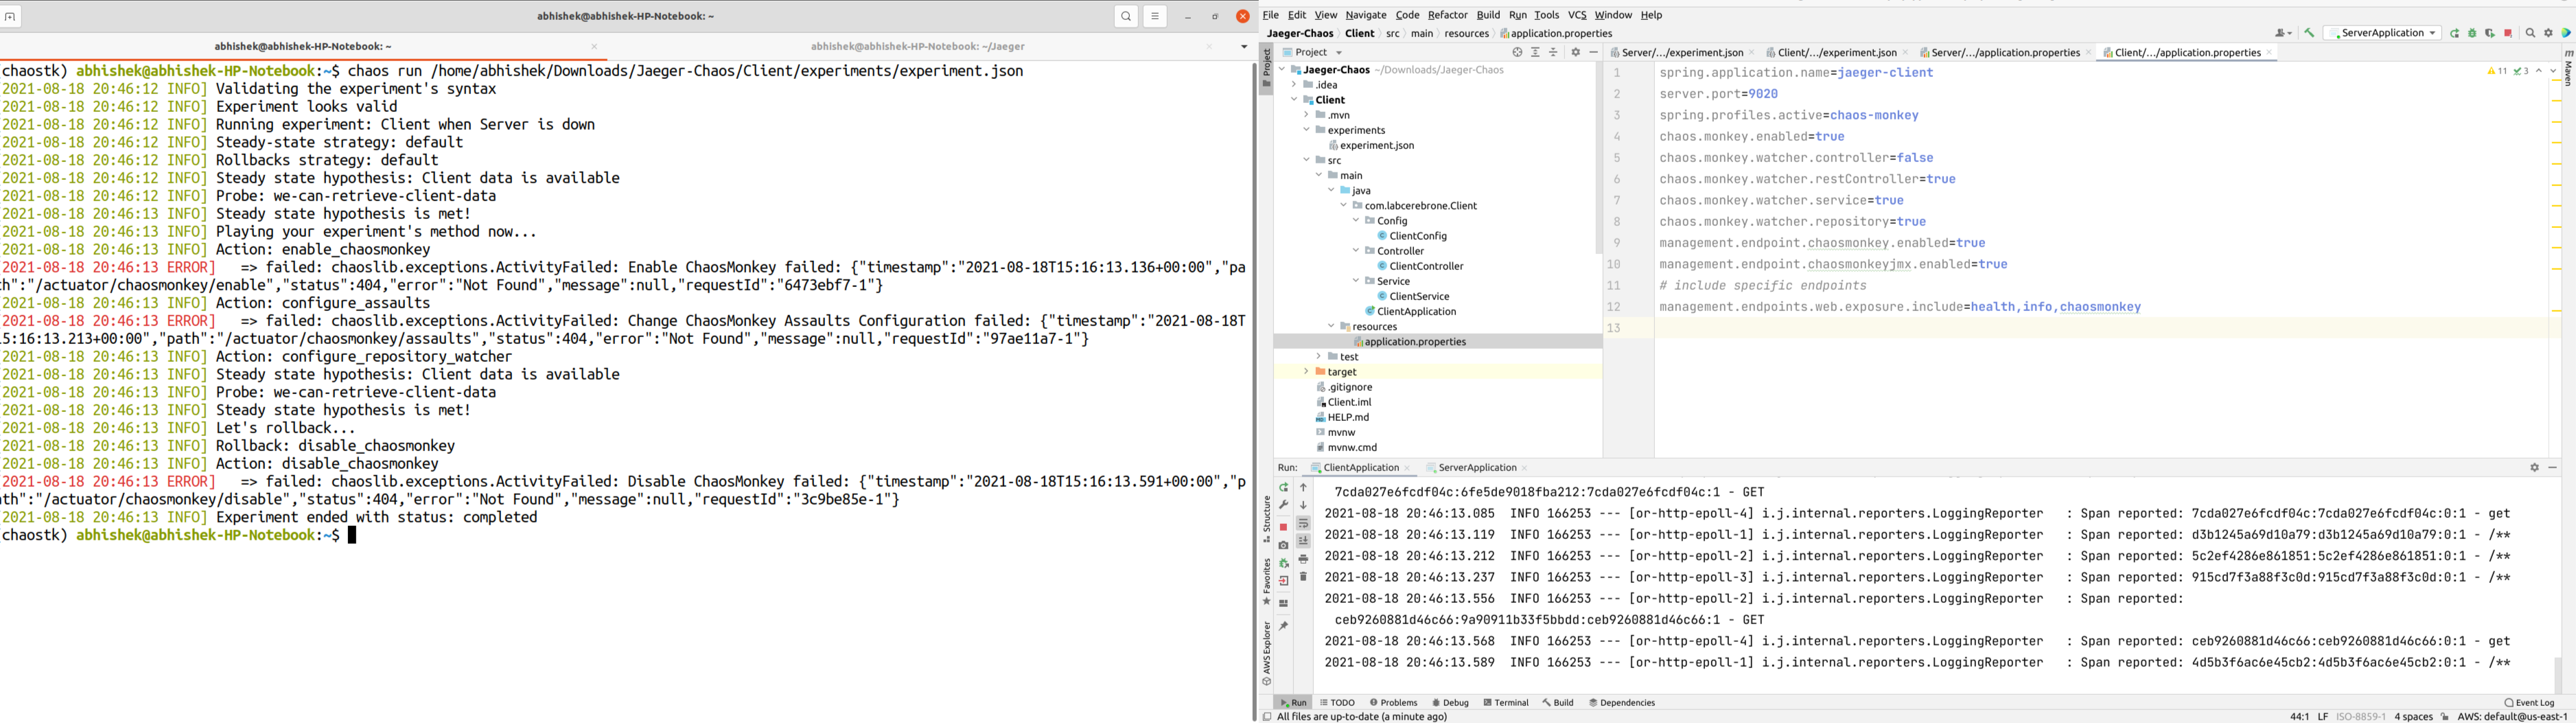 abhishek@abhishek-HP-Notebook: ~
abhishek@abhishek-HP-Notebook: ~
abhishek@abhishek-HP-Notebook: ~/Jaeger
(chaostk) abhishek@abhishek-HP-Notebook:~$ chaos run /home/abhishek/Downloads/Jaeger-Chaos/Client/experiments/experiment.json
[2021-08-18 20:46:12 INFO] Validating the experiment's syntax
[2021-08-18 20:46:12 INFO] Experiment looks valid
[2021-08-18 20:46:12 INFO] Running experiment: Client when Server is down
[2021-08-18 20:46:12 INFO] Steady-state strategy: default
[2021-08-18 20:46:12 INFO] Rollbacks strategy: default
[2021-08-18 20:46:12 INFO] Steady state hypothesis: Client data is available
[2021-08-18 20:46:12 INFO] Probe: we-can-retrieve-client-data
[2021-08-18 20:46:13 INFO] Steady state hypothesis is met!
[2021-08-18 20:46:13 INFO] Playing your experiment's method now...
[2021-08-18 20:46:13 INFO] Action: enable_chaosmonkey
[2021-08-18 20:46:13 ERROR]   => failed: chaoslib.exceptions.ActivityFailed: Enable ChaosMonkey failed: {"timestamp":"2021-08-18T15:16:13.136+00:00","pa
th":"/actuator/chaosmonkey/enable","status":404,"error":"Not Found","message":null,"requestId":"6473ebf7-1"}
[2021-08-18 20:46:13 INFO] Action: configure_assaults
[2021-08-18 20:46:13 ERROR]   => failed: chaoslib.exceptions.ActivityFailed: Change ChaosMonkey Assaults Configuration failed: {"timestamp":"2021-08-18T
15:16:13.213+00:00","path":"/actuator/chaosmonkey/assaults","status":404,"error":"Not Found","message":null,"requestId":"97ae11a7-1"}
[2021-08-18 20:46:13 INFO] Action: configure_repository_watcher
[2021-08-18 20:46:13 INFO] Steady state hypothesis: Client data is available
[2021-08-18 20:46:13 INFO] Probe: we-can-retrieve-client-data
[2021-08-18 20:46:13 INFO] Steady state hypothesis is met!
[2021-08-18 20:46:13 INFO] Let's rollback...
[2021-08-18 20:46:13 INFO] Rollback: disable_chaosmonkey
[2021-08-18 20:46:13 INFO] Action: disable_chaosmonkey
[2021-08-18 20:46:13 ERROR]   => failed: chaoslib.exceptions.ActivityFailed: Disable ChaosMonkey failed: {"timestamp":"2021-08-18T15:16:13.591+00:00","p
ath":"/actuator/chaosmonkey/disable","status":404,"error":"Not Found","message":null,"requestId":"3c9be85e-1"}
[2021-08-18 20:46:13 INFO] Experiment ended with status: completed
(chaostk) abhishek@abhishek-HP-Notebook:~$
File Edit View Navigate Code Refactor Build Run Tools VCS Window Help
Jaeger-Chaos Client src main resources application.properties
ServerApplication
Project
Server/.../experiment.json Client/.../experiment.json Server/.../application.properties Client/.../application.properties
Project
Jaeger-Chaos ~/Downloads/Jaeger-Chaos
.idea
Client
.mvn
experiments
experiment.json
src
main
java
com.labcerebrone.Client
Config
ClientConfig
Controller
ClientController
Service
ClientService
ClientApplication
resources
application.properties
test
target
.gitignore
Client.iml
HELP.md
mvnw
mvnw.cmd
1 spring.application.name=jaeger-client
2 server.port=9020
3 spring.profiles.active=chaos-monkey
4 chaos.monkey.enabled=true
5 chaos.monkey.watcher.controller=false
6 chaos.monkey.watcher.restController=true
7 chaos.monkey.watcher.service=true
8 chaos.monkey.watcher.repository=true
9 management.endpoint.chaosmonkey.enabled=true
10 management.endpoint.chaosmonkeyjmx.enabled=true
11 # include specific endpoints
12 management.endpoints.web.exposure.include=health,info,chaosmonkey
13
11 3
m Maven
Run: ClientApplication ServerApplication
7cda027e6fcdf04c:6fe5de9018fba212:7cda027e6fcdf04c:1 - GET
2021-08-18 20:46:13.085  INFO 166253 --- [or-http-epoll-4] i.j.internal.reporters.LoggingReporter   : Span reported: 7cda027e6fcdf04c:7cda027e6fcdf04c:0:1 - get
2021-08-18 20:46:13.119  INFO 166253 --- [or-http-epoll-1] i.j.internal.reporters.LoggingReporter   : Span reported: d3b1245a69d10a79:d3b1245a69d10a79:0:1 - /**
2021-08-18 20:46:13.212  INFO 166253 --- [or-http-epoll-2] i.j.internal.reporters.LoggingReporter   : Span reported: 5c2ef4286e861851:5c2ef4286e861851:0:1 - /**
2021-08-18 20:46:13.237  INFO 166253 --- [or-http-epoll-3] i.j.internal.reporters.LoggingReporter   : Span reported: 915cd7f3a88f3c0d:915cd7f3a88f3c0d:0:1 - /**
2021-08-18 20:46:13.556  INFO 166253 --- [or-http-epoll-2] i.j.internal.reporters.LoggingReporter   : Span reported:
ceb9260881d46c66:9a90911b33f5bbdd:ceb9260881d46c66:1 - GET
2021-08-18 20:46:13.568  INFO 166253 --- [or-http-epoll-4] i.j.internal.reporters.LoggingReporter   : Span reported: ceb9260881d46c66:ceb9260881d46c66:0:1 - get
2021-08-18 20:46:13.589  INFO 166253 --- [or-http-epoll-1] i.j.internal.reporters.LoggingReporter   : Span reported: 4d5b3f6ac6e45cb2:4d5b3f6ac6e45cb2:0:1 - /**
Structure
Favorites
AWS Explorer
Run TODO Problems Debug Terminal Build Dependencies
Event Log
All files are up-to-date (a minute ago)
44:1 LF ISO-8859-1 4 spaces AWS: default@us-east-1